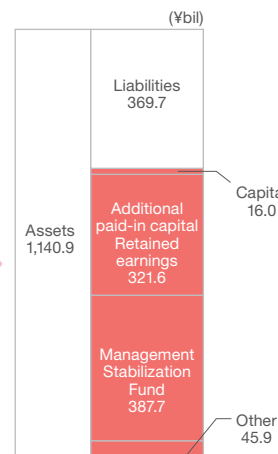 (¥bil)
Liabilities
369.7
Capita
16.0
Assets
1,140.9
Additional
paid-in capital
Retained
earnings
321.6
Management
Stabilization
Fund
387.7
Other
45.9